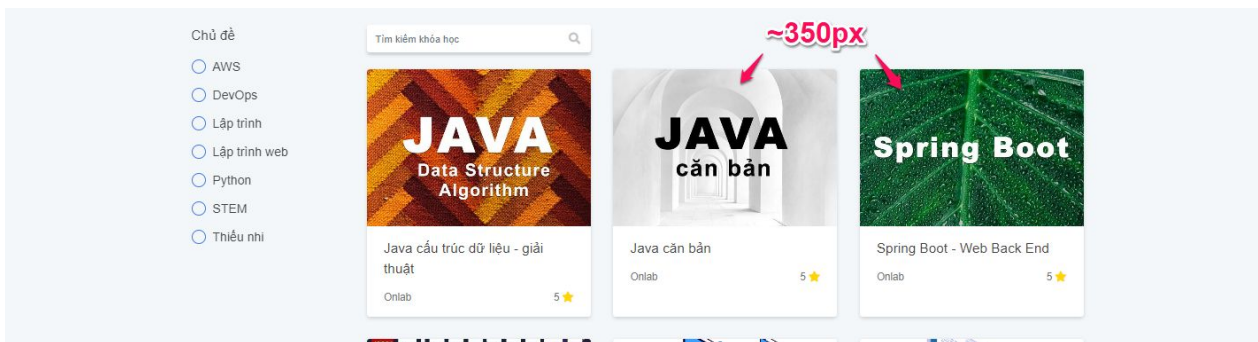 Chủ đề
AWS
DevOps
Lập trình
Lập trình web
Python
STEM
Thiếu nhi
Tìm kiếm khóa học
~350px
JAVA
Data Structure
Algorithm
Java cấu trúc dữ liệu - giải
thuật
Onlab 5
JAVA
căn bản
Java căn bản
Onlab 5
Spring Boot
Spring Boot - Web Back End
Onlab 5